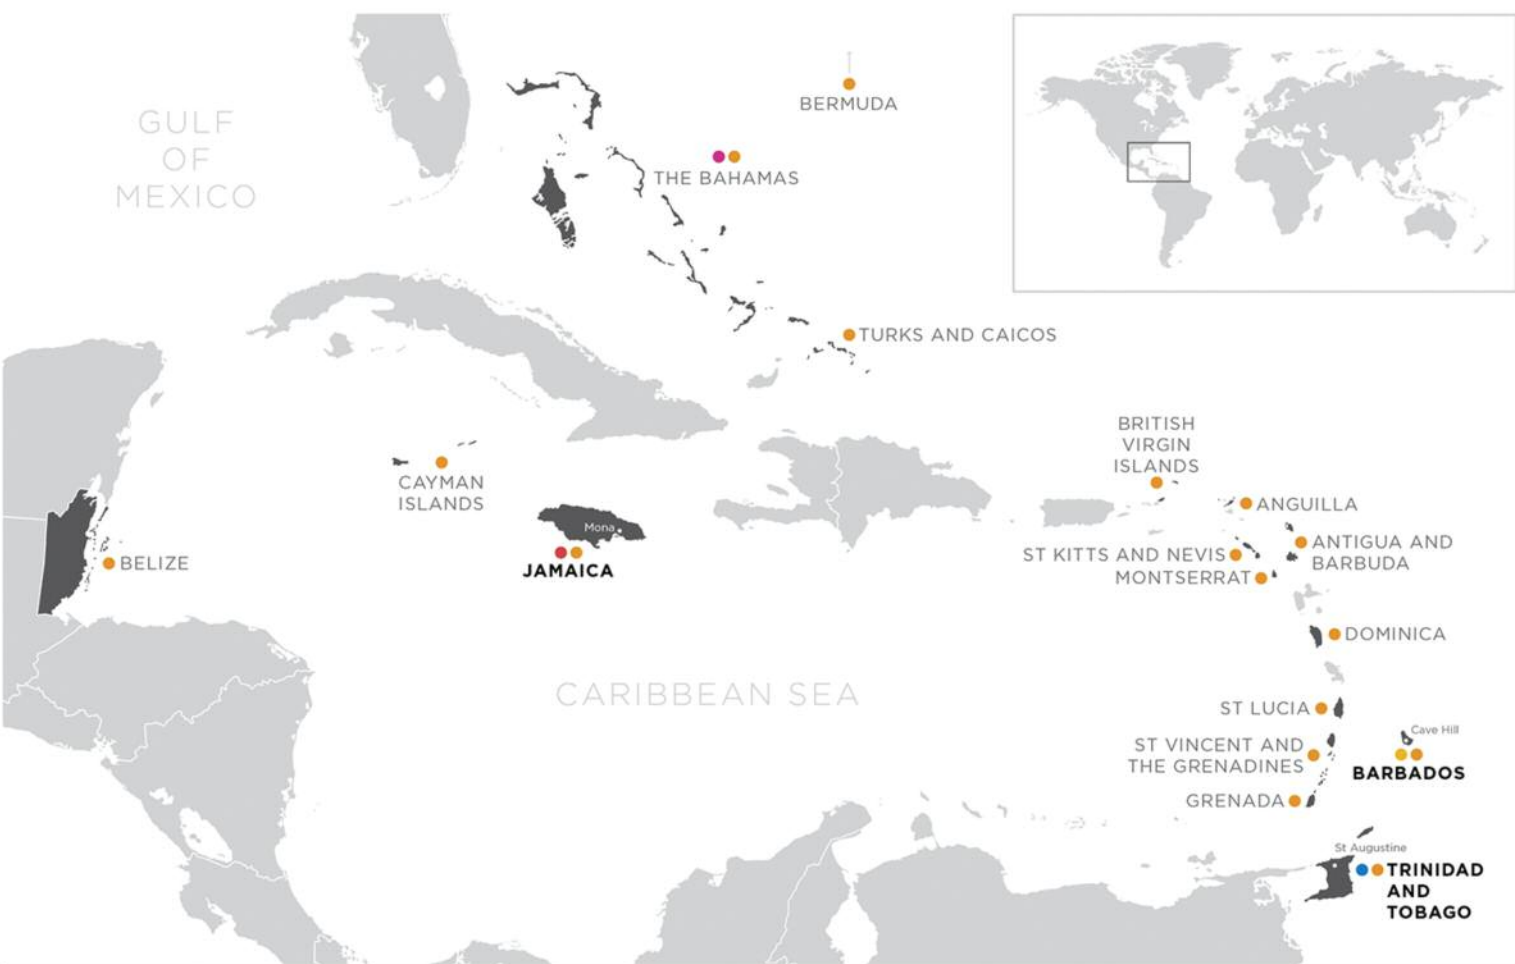 GULF
OF
MEXICO
BERMUDA
THE BAHAMAS
TURKS AND CAICOS
BRITISH
VIRGIN
ISLANDS
CAYMAN
ISLANDS
ANGUILLA
Mona
JAMAICA
BELIZE
ST KITTS AND NEVIS
MONTSERRAT
ANTIGUA AND
BARBUDA
DOMINICA
CARIBBEAN SEA
ST LUCIA
ST VINCENT AND
THE GRENADINES
Cave Hill
BARBADOS
GRENADA
St Augustine
TRINIDAD
AND
TOBAGO